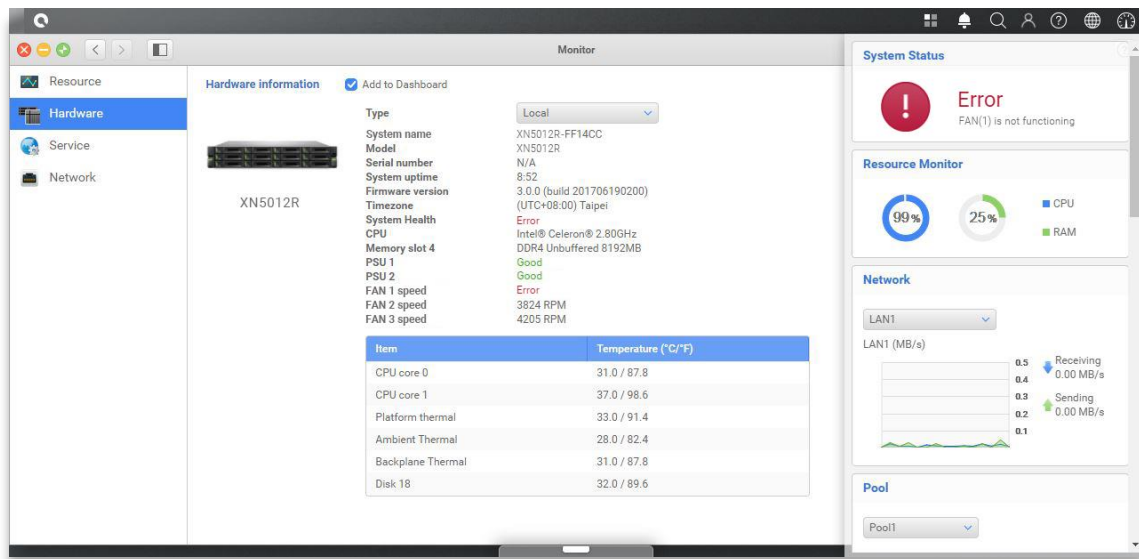 Monitor
Resource
Hardware
Service
Network
Hardware information
Add to Dashboard
XN5012R
Type Local
System name XN5012R-FF14CC
Model XN5012R
Serial number N/A
System uptime 8:52
Firmware version 3.0.0 (build 201706190200)
Timezone (UTC+08:00) Taipei
System Health Error
CPU Intel® Celeron® 2.80GHz
Memory slot 4 DDR4 Unbuffered 8192MB
PSU 1 Good
PSU 2 Good
FAN 1 speed Error
FAN 2 speed 3824 RPM
FAN 3 speed 4205 RPM
Item Temperature (°C/°F)
CPU core 0 31.0 / 87.8
CPU core 1 37.0 / 98.6
Platform thermal 33.0 / 91.4
Ambient Thermal 28.0 / 82.4
Backplane Thermal 31.0 / 87.8
Disk 18 32.0 / 89.6
System Status
Error
FAN(1) is not functioning
Resource Monitor
99% 25%
CPU
RAM
Network
LAN1
LAN1 (MB/s)
0.5
0.4
0.3
0.2
0.1
Receiving
0.00 MB/s
Sending
0.00 MB/s
Pool
Pool1